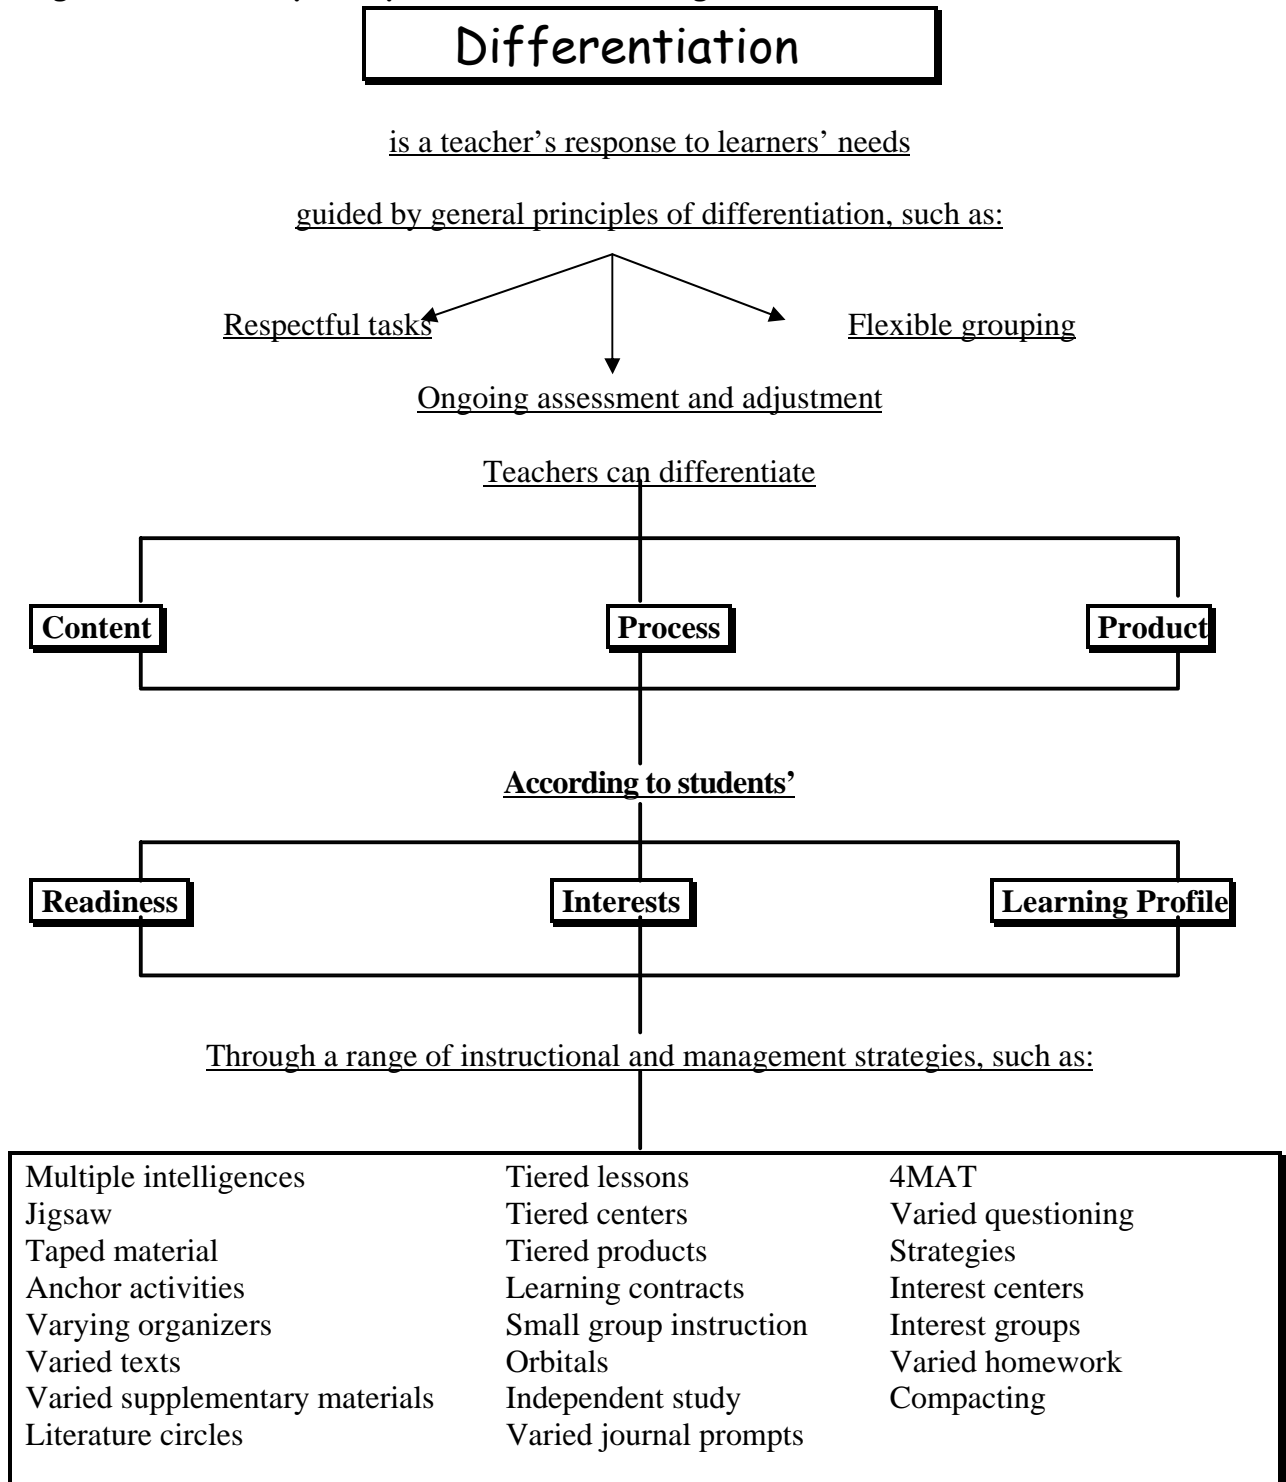 Differentiation
is a teacher’s response to learners’ needs
guided by general principles of differentiation, such as:
Respectful tasks
Flexible grouping
Ongoing assessment and adjustment
Teachers can differentiate
Content
Process
Product
According to students’
Readiness
Interests
Learning Profile
Through a range of instructional and management strategies, such as:
Multiple intelligences
Jigsaw
Taped material
Anchor activities
Varying organizers
Varied texts
Varied supplementary materials
Literature circles
Tiered lessons
Tiered centers
Tiered products
Learning contracts
Small group instruction
Orbitals
Independent study
Varied journal prompts
4MAT
Varied questioning
Strategies
Interest centers
Interest groups
Varied homework
Compacting